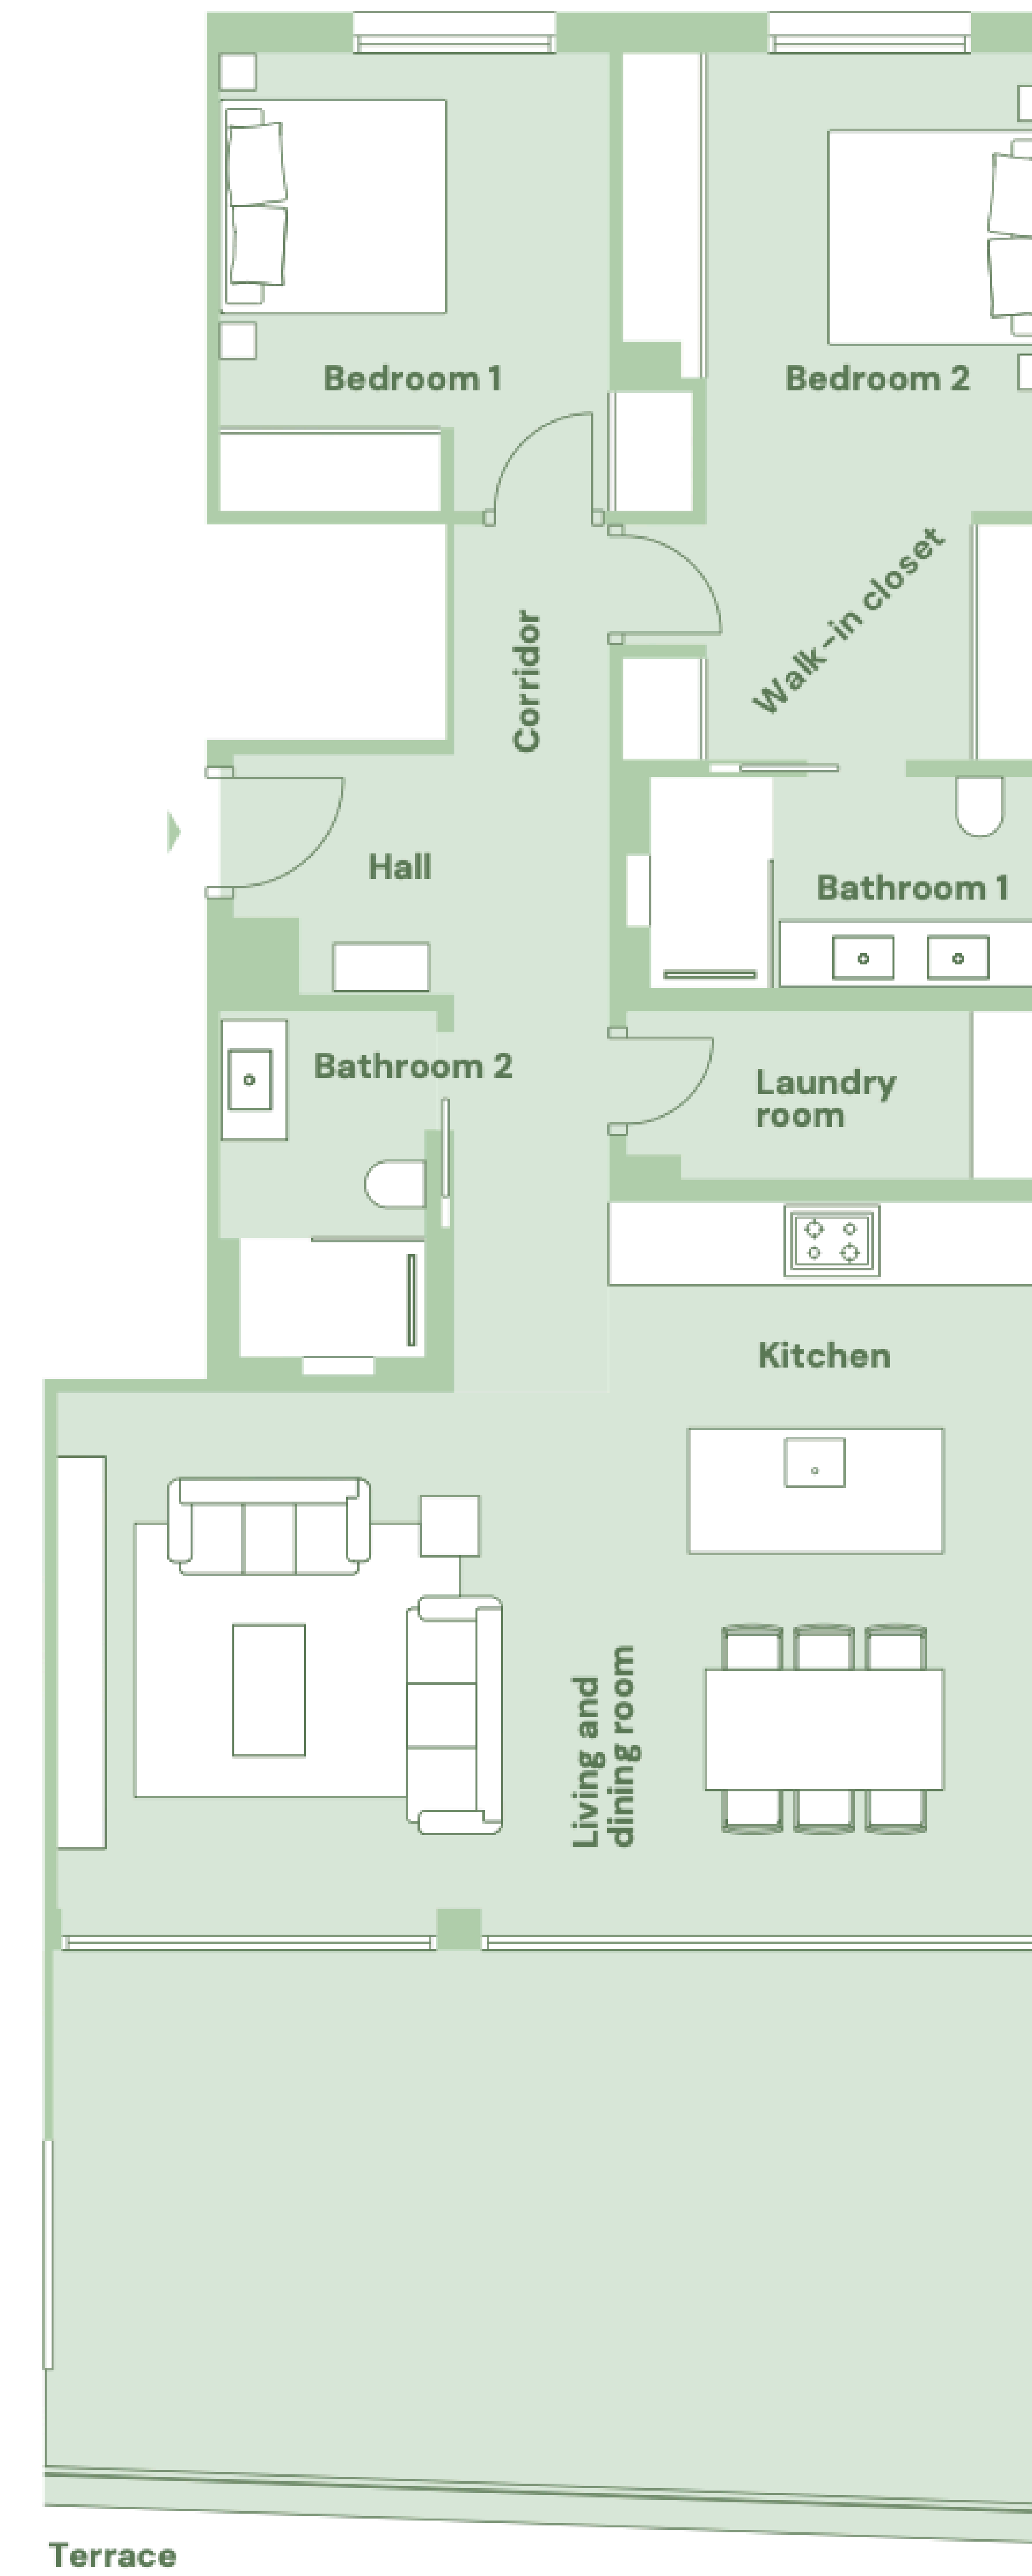 Bedroom 1
Bedroom 2
Walk-in closet
Corridor
Hall
Bathroom 1
Bathroom 2
Laundry
room
Kitchen
Living and
dining room
Terrace